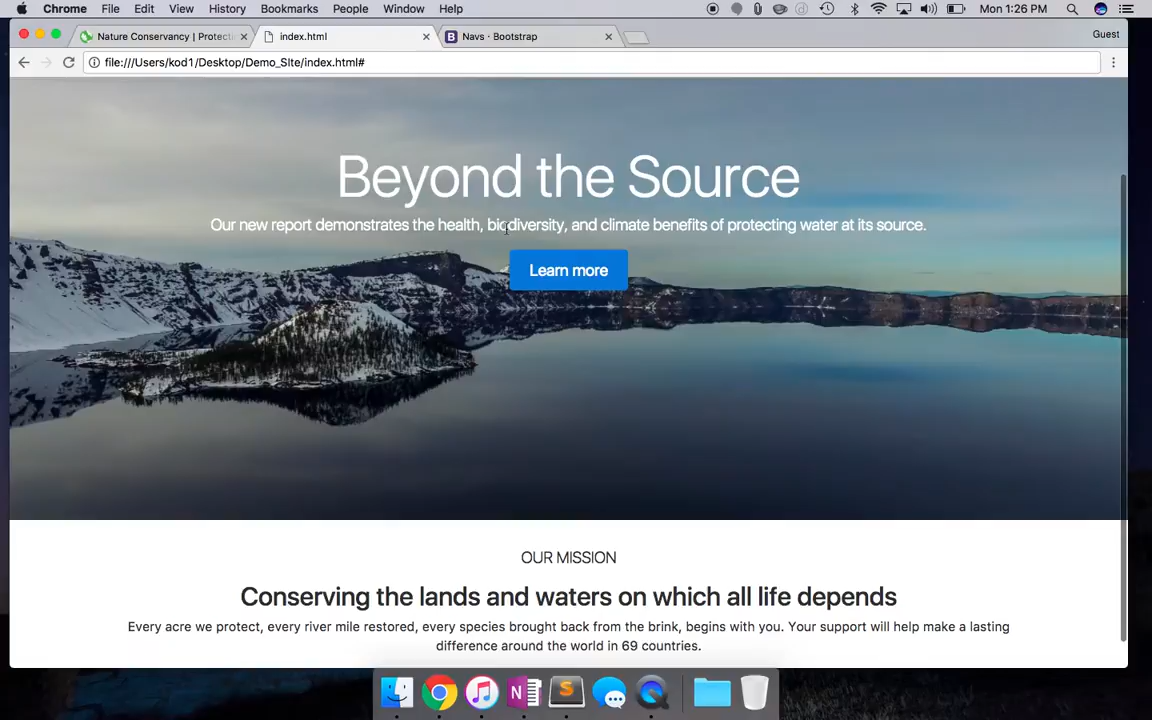 Chrome File Edit View History Bookmarks People Window Help Mon 1:26 PM
Nature Conservancy | Protecti index.html Navs · Bootstrap Guest
file:///Users/kod1/Desktop/Demo_SIte/index.html#
Beyond the Source
Our new report demonstrates the health, biodiversity, and climate benefits of protecting water at its source.
Learn more
OUR MISSION
Conserving the lands and waters on which all life depends
Every acre we protect, every river mile restored, every species brought back from the brink, begins with you. Your support will help make a lasting
difference around the world in 69 countries.